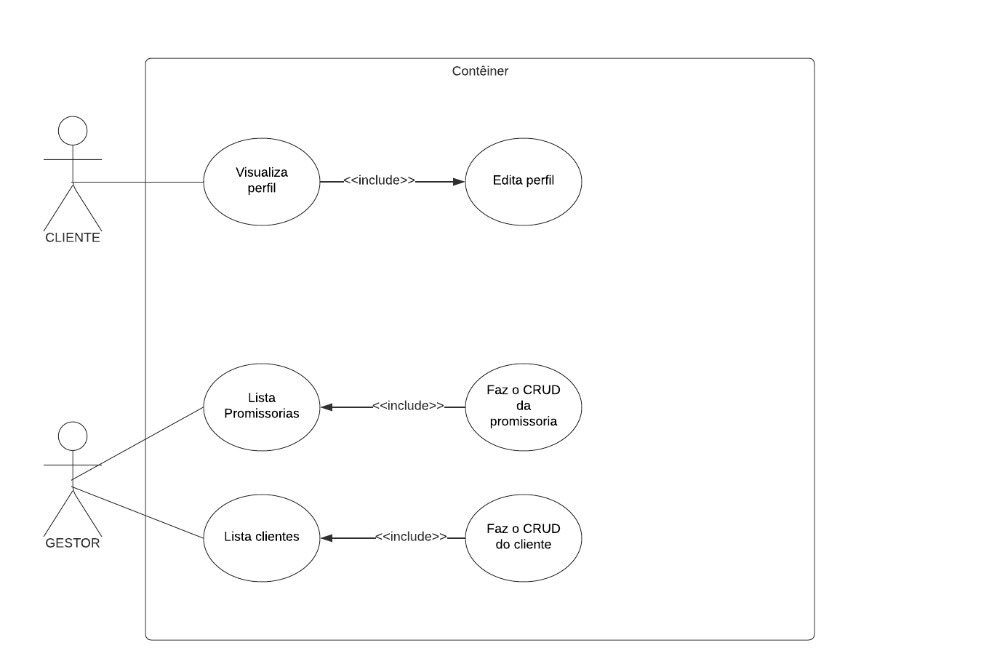 Contêiner
Visualiza
perfil
<<include>>
Edita perfil
CLIENTE
Lista
Promissorias
<<include>>
Faz o CRUD
da
promissoria
Lista clientes
<<include>>
Faz o CRUD
do cliente
GESTOR